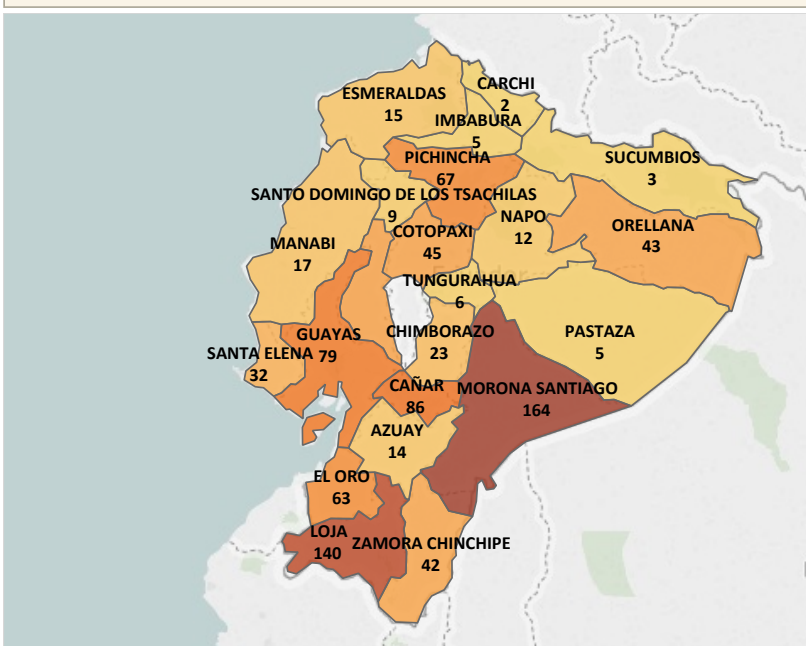 CARCHI
2
ESMERALDAS
15
IMBABURA
5
PICHINCHA
67
SUCUMBIOS
3
SANTO DOMINGO DE LOS TSACHILAS
9
NAPO
12
ORELLANA
43
COTOPAXI
45
MANABI
17
TUNGURAHUA
6
GUAYAS
79
CHIMBORAZO
23
PASTAZA
5
SANTA ELENA
32
CAÑAR
86
MORONA SANTIAGO
164
AZUAY
14
EL ORO
63
LOJA
140
ZAMORA CHINCHIPE
42